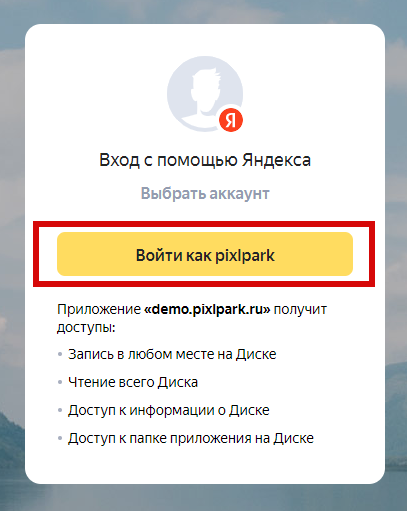 Я
Вход с помощью Яндекса
Выбрать аккаунт
Войти как pixlpark
Приложение «demo.pixlpark.ru» получит
доступы:
• Запись в любом месте на Диске
• Чтение всего Диска
• Доступ к информации о Диске
• Доступ к папке приложения на Диске